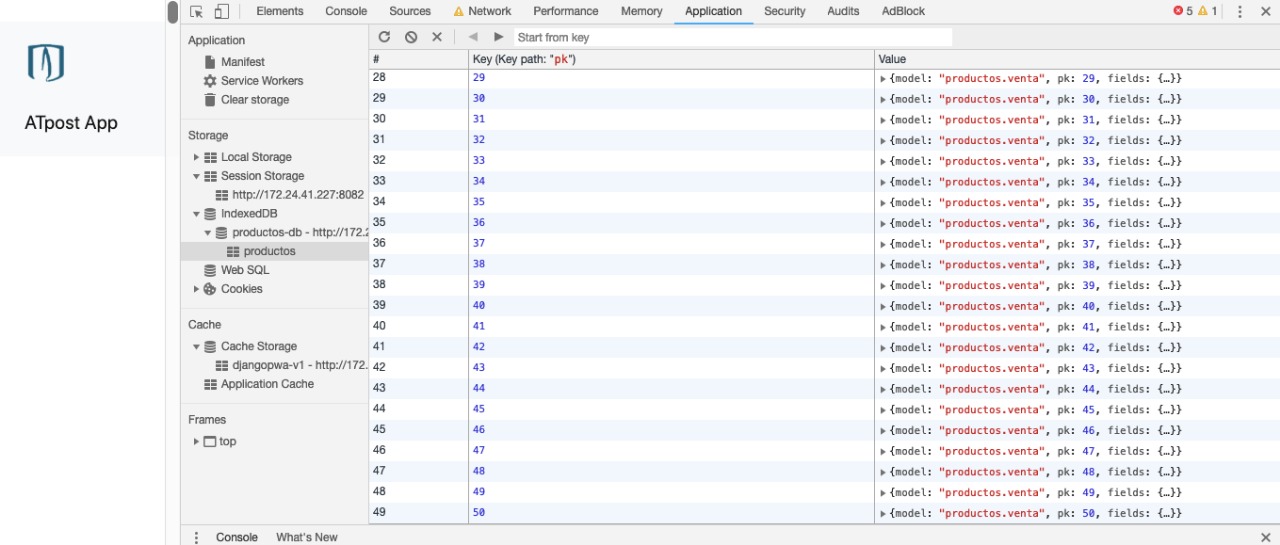 ATpost App
Elements Console Sources Network Performance Memory Application Security Audits AdBlock 5 1
Application
Manifest
Service Workers
Clear storage
Storage
Local Storage
Session Storage
http://172.24.41.227:8082
IndexedDB
productos-db - http://172.2
productos
Web SQL
Cookies
Cache
Cache Storage
djangopwa-v1 - http://172.
Application Cache
Frames
top
Start from key
# Key (Key path: "pk") Value
28 29 {model: "productos.venta", pk: 29, fields: {…}}
29 30 {model: "productos.venta", pk: 30, fields: {…}}
30 31 {model: "productos.venta", pk: 31, fields: {…}}
31 32 {model: "productos.venta", pk: 32, fields: {…}}
32 33 {model: "productos.venta", pk: 33, fields: {…}}
33 34 {model: "productos.venta", pk: 34, fields: {…}}
34 35 {model: "productos.venta", pk: 35, fields: {…}}
35 36 {model: "productos.venta", pk: 36, fields: {…}}
36 37 {model: "productos.venta", pk: 37, fields: {…}}
37 38 {model: "productos.venta", pk: 38, fields: {…}}
38 39 {model: "productos.venta", pk: 39, fields: {…}}
39 40 {model: "productos.venta", pk: 40, fields: {…}}
40 41 {model: "productos.venta", pk: 41, fields: {…}}
41 42 {model: "productos.venta", pk: 42, fields: {…}}
42 43 {model: "productos.venta", pk: 43, fields: {…}}
43 44 {model: "productos.venta", pk: 44, fields: {…}}
44 45 {model: "productos.venta", pk: 45, fields: {…}}
45 46 {model: "productos.venta", pk: 46, fields: {…}}
46 47 {model: "productos.venta", pk: 47, fields: {…}}
47 48 {model: "productos.venta", pk: 48, fields: {…}}
48 49 {model: "productos.venta", pk: 49, fields: {…}}
49 50 {model: "productos.venta", pk: 50, fields: {…}}
Console What's New